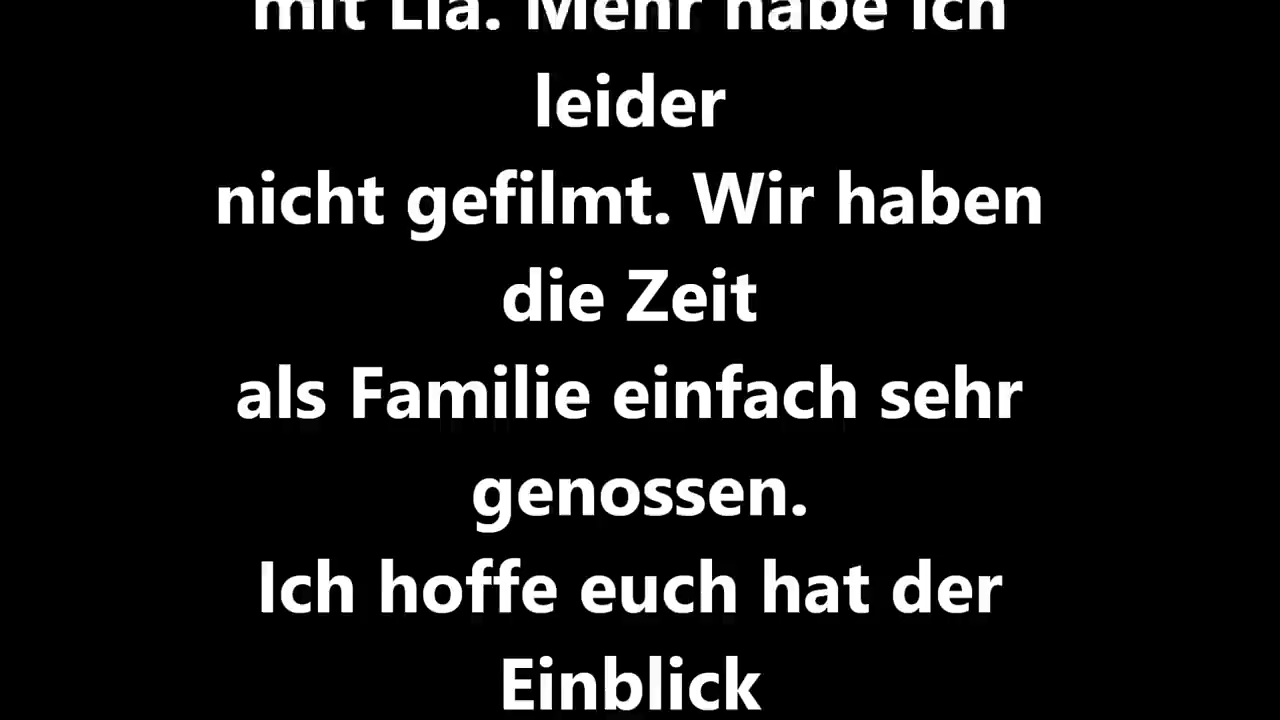 mit Lia. Mehr habe ich
leider
nicht gefilmt. Wir haben
die Zeit
als Familie einfach sehr
genossen.
Ich hoffe euch hat der
Einblick